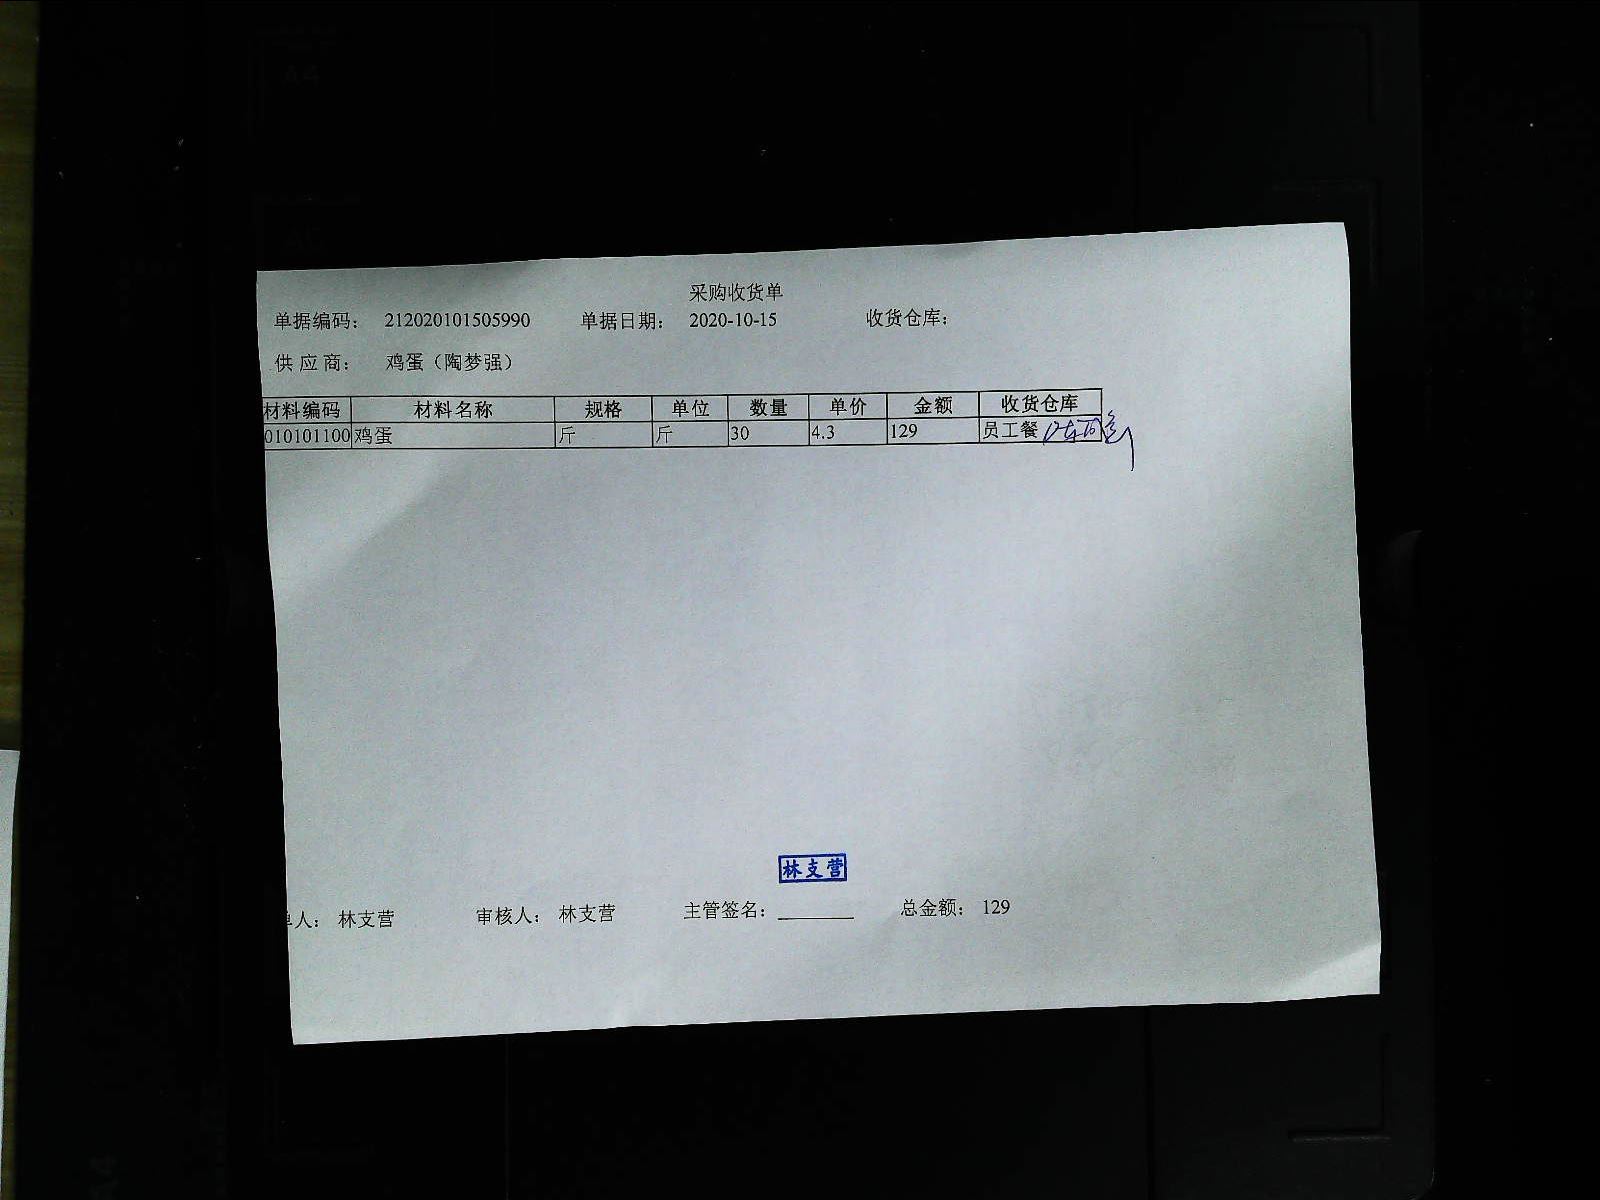 采购收货单
单据编码： 212020101505990 单据日期： 2020-10-15 收货仓库：
供 应 商： 鸡蛋（陶梦强）
材料编码 材料名称 规格 单位 数量 单价 金额 收货仓库
010101100 鸡蛋 斤 斤 30 4.3 129 员工餐
林支营
单人： 林支营 审核人： 林支营 主管签名： 总金额： 129